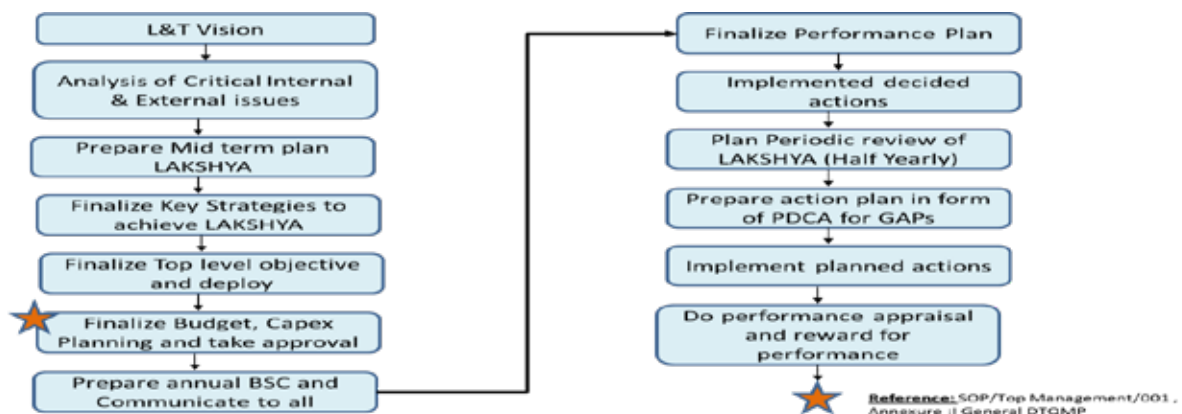 L&T Vision
Analysis of Critical Internal
& External issues
Prepare Mid term plan
LAKSHYA
Finalize Key Strategies to
achieve LAKSHYA
Finalize Top level objective
and deploy
Finalize Budget, Capex
Planning and take approval
Prepare annual BSC and
Communicate to all
Finalize Performance Plan
Implemented decided
actions
Plan Periodic review of
LAKSHYA (Half Yearly)
Prepare action plan in form
of PDCA for GAPs
Implement planned actions
Do performance appraisal
and reward for
performance
Reference: SOP/Top Management/001 ,
General DTQMP